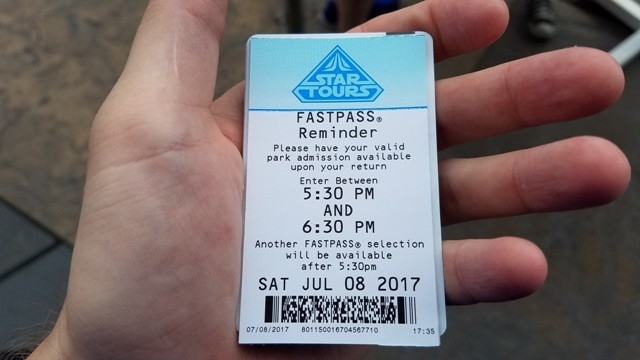 STAR
TOURS
FASTPASS®
Reminder
Please have your valid
park admission available
upon your return
Enter Between
5:30 PM
AND
6:30 PM
Another FASTPASS® selection
will be available
after 5:30pm
SAT JUL 08 2017
07/08/2017 801150016704567710 17:35